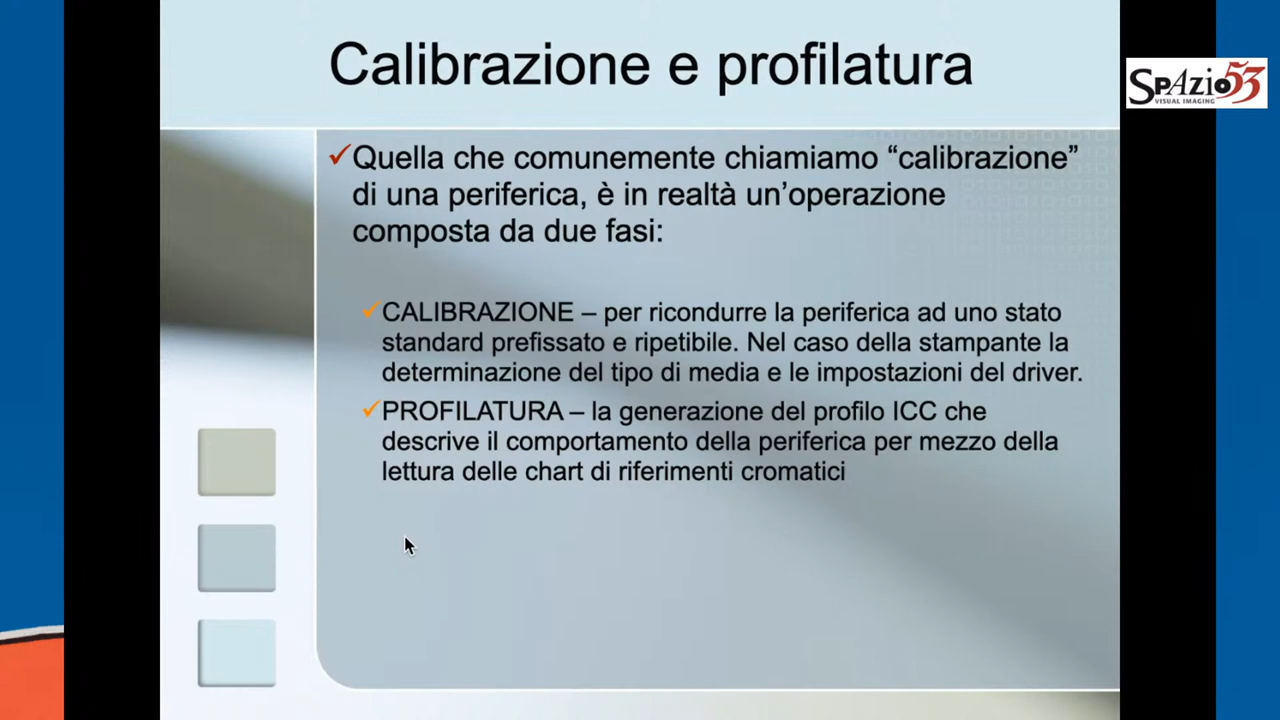 Calibrazione e profilatura
SpAzio53
VISUAL IMAGING
✓Quella che comunemente chiamiamo “calibrazione”
di una periferica, è in realtà un’operazione
composta da due fasi:
✓CALIBRAZIONE – per ricondurre la periferica ad uno stato
standard prefissato e ripetibile. Nel caso della stampante la
determinazione del tipo di media e le impostazioni del driver.
✓PROFILATURA – la generazione del profilo ICC che
descrive il comportamento della periferica per mezzo della
lettura delle chart di riferimenti cromatici